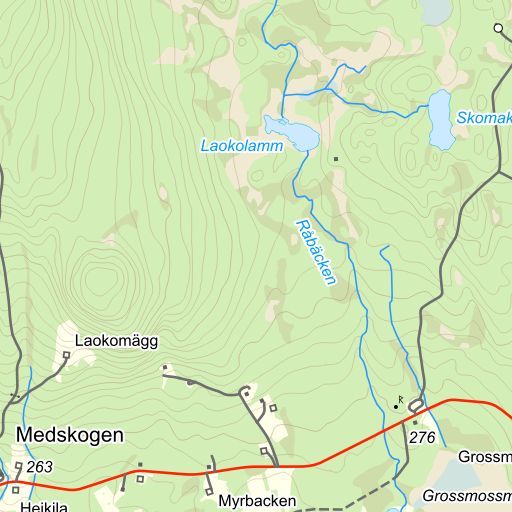 Skomak
Laokolamm
Råbäcken
Laokomägg
Medskogen
276
263
Grossm
Grossmossm
Myrbacken
Heikila
R